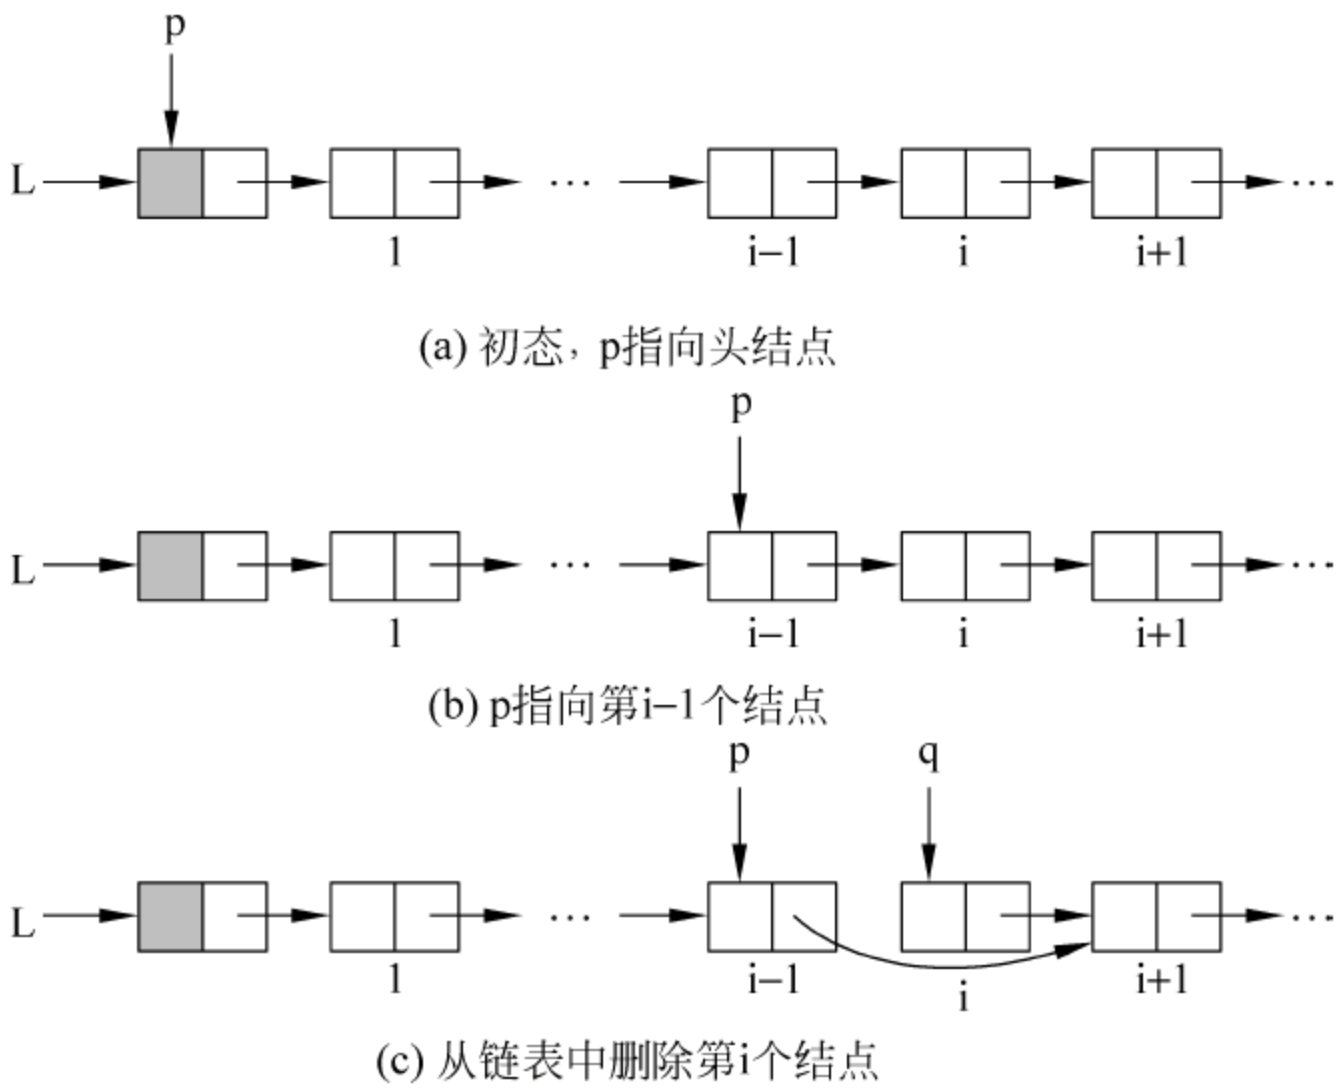 p
L ...
1 i-1 i i+1
(a) 初态，p指向头结点
p
L ...
1 i-1 i i+1
(b) p指向第i-1个结点
p q
L ...
1 i-1 i i+1
(c) 从链表中删除第i个结点